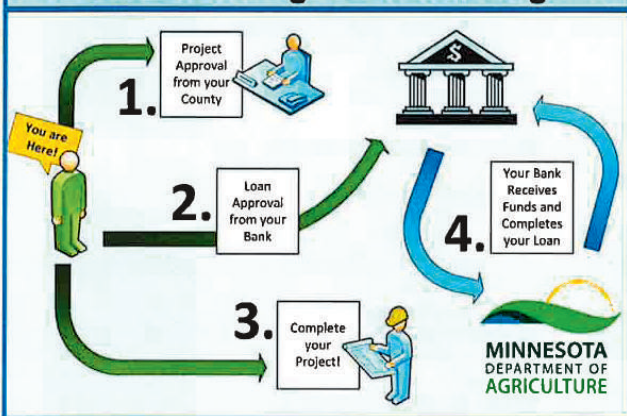 You are
Here!
1.
Project
Approval
from your
County
$
2.
Loan
Approval
from your
Bank
3.
Complete
your
Project!
4.
Your Bank
Receives
Funds and
Completes
your Loan
MINNESOTA
DEPARTMENT OF
AGRICULTURE